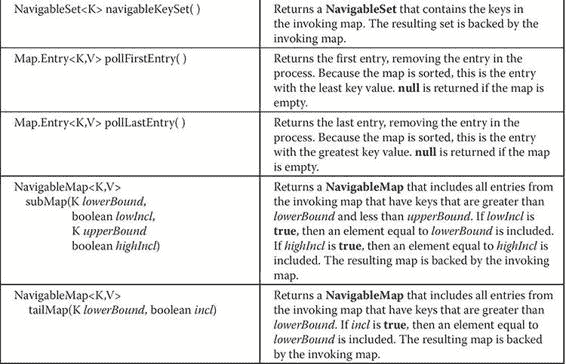 NavigableSet<K> navigableKeySet( )
Returns a NavigableSet that contains the keys in
the invoking map. The resulting set is backed by the
invoking map.
Map.Entry<K,V> pollFirstEntry( )
Returns the first entry, removing the entry in the
process. Because the map is sorted, this is the entry
with the least key value. null is returned if the map is
empty.
Map.Entry<K,V> pollLastEntry( )
Returns the last entry, removing the entry in the
process. Because the map is sorted, this is the entry
with the greatest key value. null is returned if the map
is empty.
NavigableMap<K,V>
subMap(K lowerBound,
boolean lowIncl,
K upperBound
boolean highIncl)
Returns a NavigableMap that includes all entries from
the invoking map that have keys that are greater than
lowerBound and less than upperBound. If lowIncl is
true, then an element equal to lowerBound is included.
If highIncl is true, then an element equal to highIncl is
included. The resulting map is backed by the invoking
map.
NavigableMap<K,V>
tailMap(K lowerBound, boolean incl)
Returns a NavigableMap that includes all entries from
the invoking map that have keys that are greater than
lowerBound. If incl is true, then an element equal to
lowerBound is included. The resulting map is backed
by the invoking map.